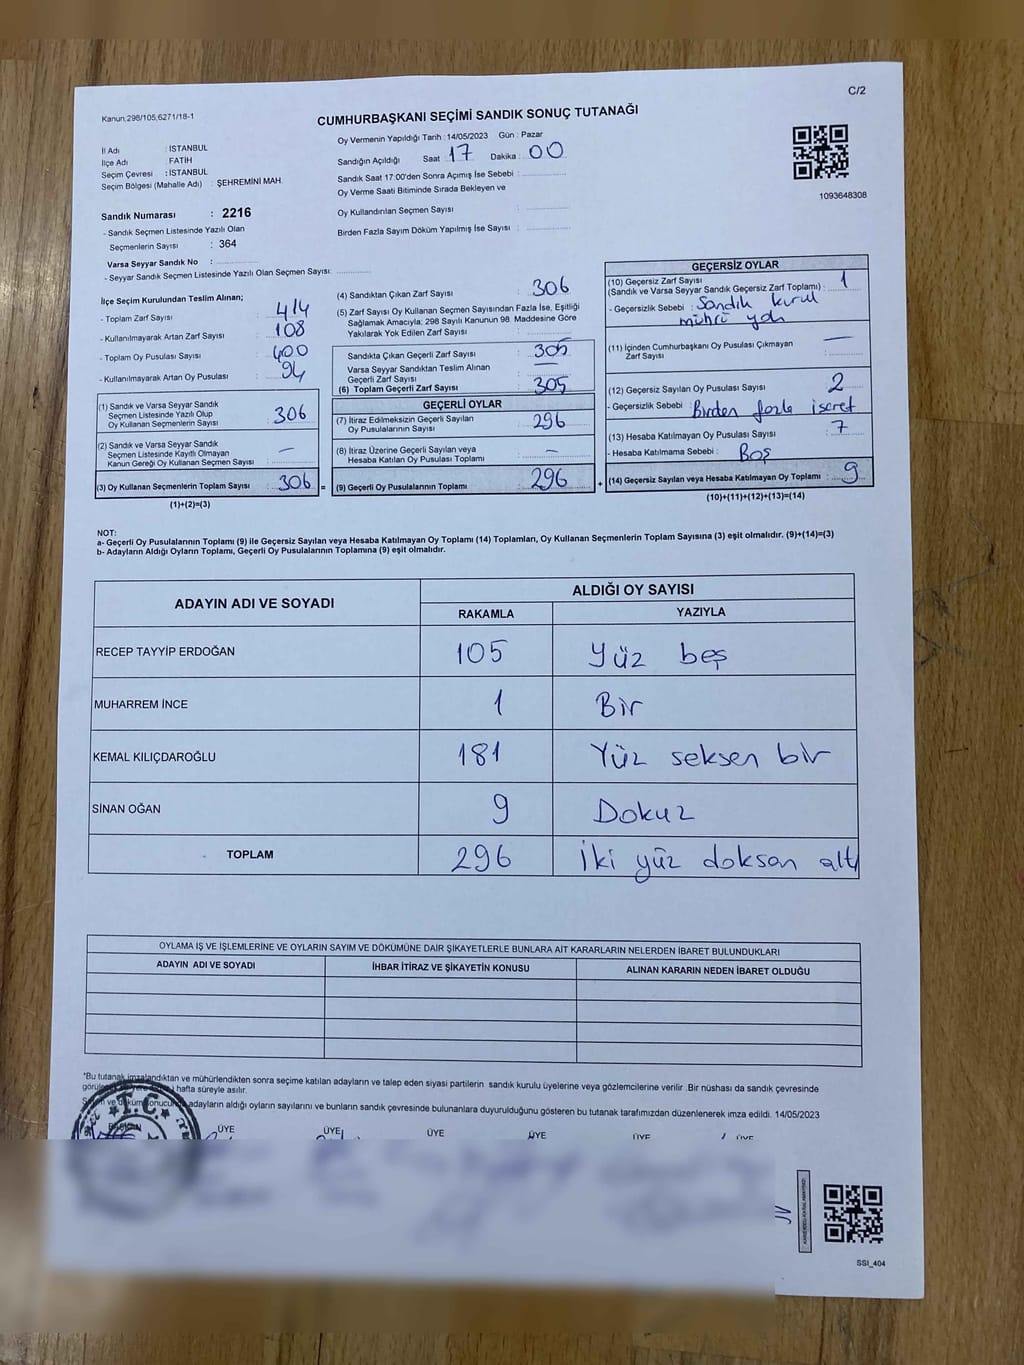 C/2
Kanun,298/105,6271/18-1
CUMHURBAŞKANI SEÇİMİ SANDIK SONUÇ TUTANAĞI
Oy Vermenin Yapıldığı Tarih : 14/05/2023 Gün : Pazar
İl Adı : İSTANBUL
İlçe Adı : FATİH
Seçim Çevresi : İSTANBUL
Seçim Bölgesi (Mahalle Adı) : ŞEHREMİNİ MAH.
Sandığın Açıldığı Saat 17 Dakika : 00
Sandık Saat 17:00'den Sonra Açımış İse Sebebi :
Oy Verme Saati Bitiminde Sırada Bekleyen ve
Oy Kullandırılan Seçmen Sayısı :
Birden Fazla Sayım Döküm Yapılmış İse Sayısı :
1093648308
Sandık Numarası : 2216
- Sandık Seçmen Listesinde Yazılı Olan
Seçmenlerin Sayısı : 364
Varsa Seyyar Sandık No :
- Seyyar Sandık Seçmen Listesinde Yazılı Olan Seçmen Sayısı:
İlçe Seçim Kurulundan Teslim Alınan;
- Toplam Zarf Sayısı : 414
- Kullanılmayarak Artan Zarf Sayısı : 108
- Toplam Oy Pusulası Sayısı : 400
- Kullanılmayarak Artan Oy Pusulası : 94
(1) Sandık ve Varsa Seyyar Sandık
Seçmen Listesinde Yazılı Olup
Oy Kullanan Seçmenlerin Sayısı : 306
(2) Sandık ve Varsa Seyyar Sandık
Seçmen Listesinde Kayıtlı Olmayan
Kanun Gereği Oy Kullanan Seçmen Sayısı : —
(3) Oy Kullanan Seçmenlerin Toplam Sayısı : 306 =
(1)+(2)=(3)
(4) Sandıktan Çıkan Zarf Sayısı : 306
(5) Zarf Sayısı Oy Kullanan Seçmen Sayısından Fazla İse, Eşitliği
Sağlamak Amacıyla, 298 Sayılı Kanunun 98. Maddesine Göre
Yakılarak Yok Edilen Zarf Sayısı :
Sandıkta Çıkan Geçerli Zarf Sayısı : 305
Varsa Seyyar Sandıktan Teslim Alınan
Geçerli Zarf Sayısı : —
(6) Toplam Geçerli Zarf Sayısı : 305
GEÇERLİ OYLAR
(7) İtiraz Edilmeksizin Geçerli Sayılan
Oy Pusulalarının Sayısı : 296
(8) İtiraz Üzerine Geçerli Sayılan veya
Hesaba Katılan Oy Pusulası Toplamı : —
(9) Geçerli Oy Pusulalarının Toplamı : 296 +
GEÇERSİZ OYLAR
(10) Geçersiz Zarf Sayısı
(Sandık ve Varsa Seyyar Sandık Geçersiz Zarf Toplamı) : 1
- Geçersizlik Sebebi : Sandık kurul
mührü yok
(11) İçinden Cumhurbaşkanı Oy Pusulası Çıkmayan
Zarf Sayısı : —
(12) Geçersiz Sayılan Oy Pusulası Sayısı : 2
- Geçersizlik Sebebi : Birden fazla işaret
(13) Hesaba Katılmayan Oy Pusulası Sayısı : 7
- Hesaba Katılmama Sebebi : Boş
(14) Geçersiz Sayılan veya Hesaba Katılmayan Oy Toplamı : 9
(10)+(11)+(12)+(13)=(14)
NOT:
a- Geçerli Oy Pusulalarının Toplamı (9) ile Geçersiz Sayılan veya Hesaba Katılmayan Oy Toplamı (14) Toplamları, Oy Kullanan Seçmenlerin Toplam Sayısına (3) eşit olmalıdır. (9)+(14)=(3)
b- Adayların Aldığı Oyların Toplamı, Geçerli Oy Pusulalarının Toplamına (9) eşit olmalıdır.
ADAYIN ADI VE SOYADI ALDIĞI OY SAYISI
RAKAMLA YAZIYLA
RECEP TAYYİP ERDOĞAN 105 Yüz beş
MUHARREM İNCE 1 Bir
KEMAL KILIÇDAROĞLU 181 Yüz seksen bir
SİNAN OĞAN 9 Dokuz
TOPLAM 296 İki yüz doksan altı
OYLAMA İŞ VE İŞLEMLERİNE VE OYLARIN SAYIM VE DÖKÜMÜNE DAİR ŞİKAYETLERLE BUNLARA AİT KARARLARIN NELERDEN İBARET BULUNDUKLARI
ADAYIN ADI VE SOYADI İHBAR İTİRAZ VE ŞİKAYETİN KONUSU ALINAN KARARIN NEDEN İBARET OLDUĞU
*Bu tutanak imzalandıktan ve mühürlendikten sonra seçime katılan adayların ve talep eden siyasi partilerin sandık kurulu üyelerine veya gözlemcilerine verilir. Bir nüshası da sandık çevresinde
hafta süreyle asılır.
adayların aldığı oyların sayılarını ve bunların sandık çevresinde bulunanlara duyurulduğunu gösteren bu tutanak tarafımızdan düzenlenerek imza edildi. 14/05/2023
T.C.
BAŞKAN ÜYE ÜYE ÜYE ÜYE ÜYE ÜYE
SSİ_404